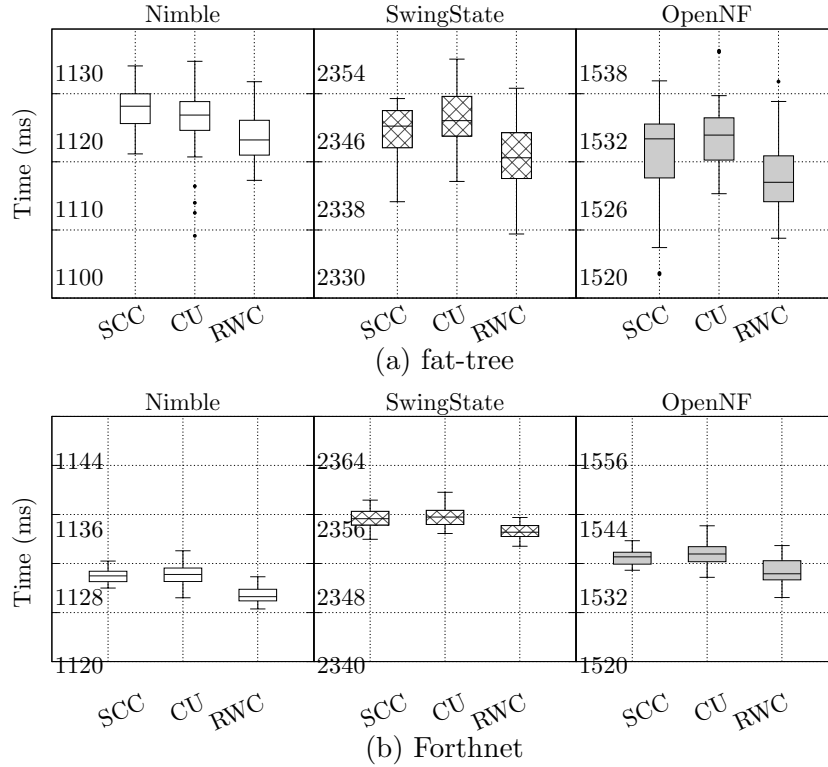 Nimble SwingState OpenNF
Time (ms)
1130 2354 1538
1120 2346 1532
1110 2338 1526
1100 2330 1520
SCC CU RWC SCC CU RWC SCC CU RWC
(a) fat-tree
Nimble SwingState OpenNF
Time (ms)
1144 2364 1556
1136 2356 1544
1128 2348 1532
1120 2340 1520
SCC CU RWC SCC CU RWC SCC CU RWC
(b) Forthnet